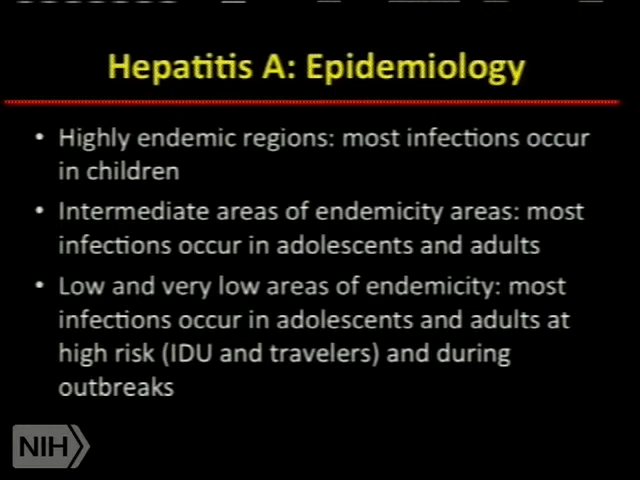 Hepatitis A: Epidemiology
• Highly endemic regions: most infections occur
in children
• Intermediate areas of endemicity areas: most
infections occur in adolescents and adults
• Low and very low areas of endemicity: most
infections occur in adolescents and adults at
high risk (IDU and travelers) and during
outbreaks
NIH